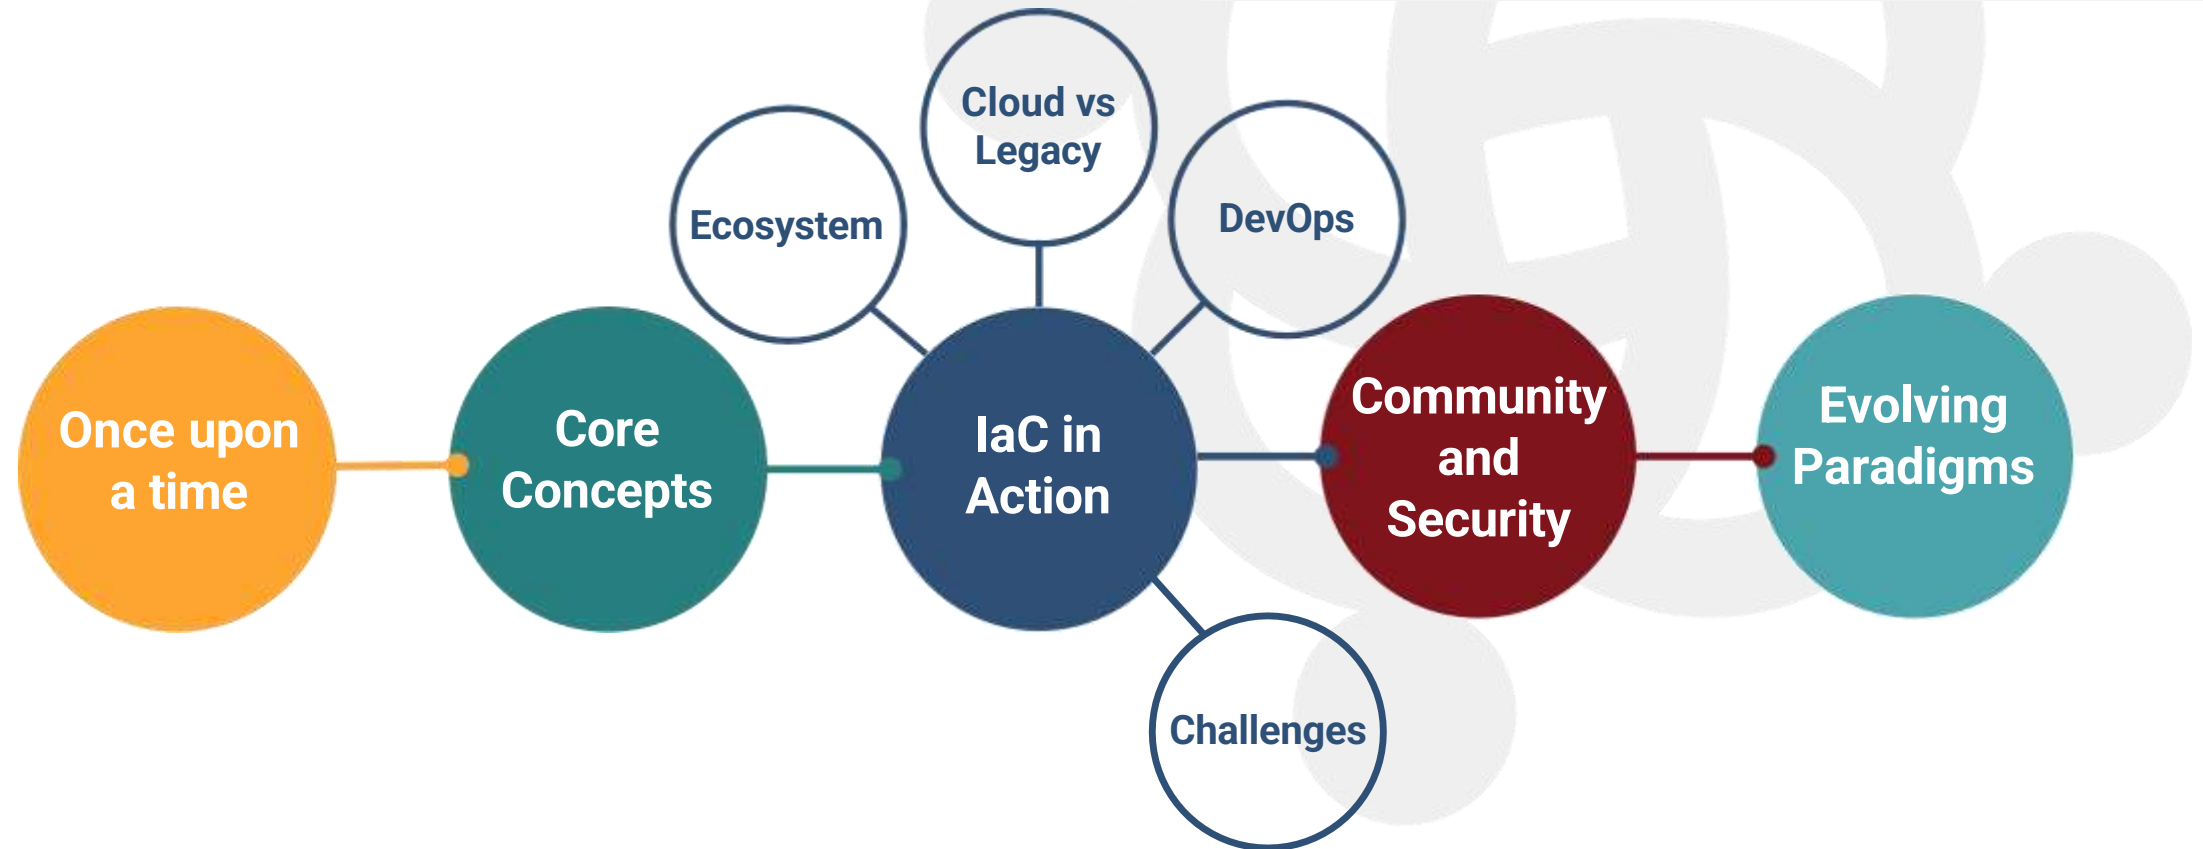 Once upon
a time
Core
Concepts
Ecosystem
Cloud vs
Legacy
DevOps
IaC in
Action
Challenges
Community
and
Security
Evolving
Paradigms